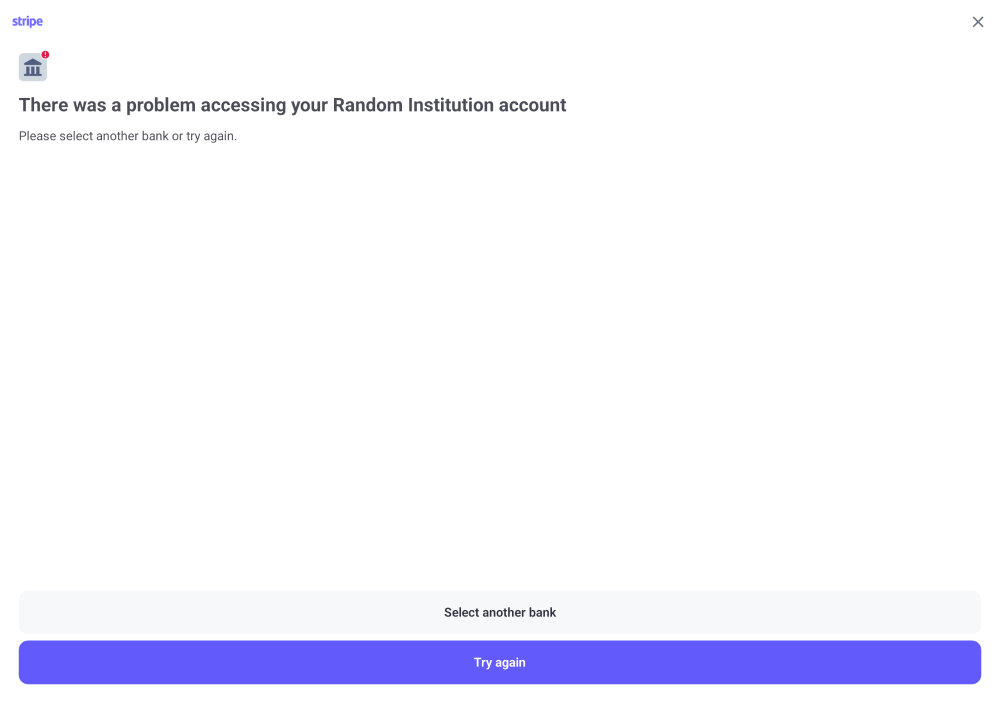 stripe
There was a problem accessing your Random Institution account
Please select another bank or try again.
Select another bank
Try again